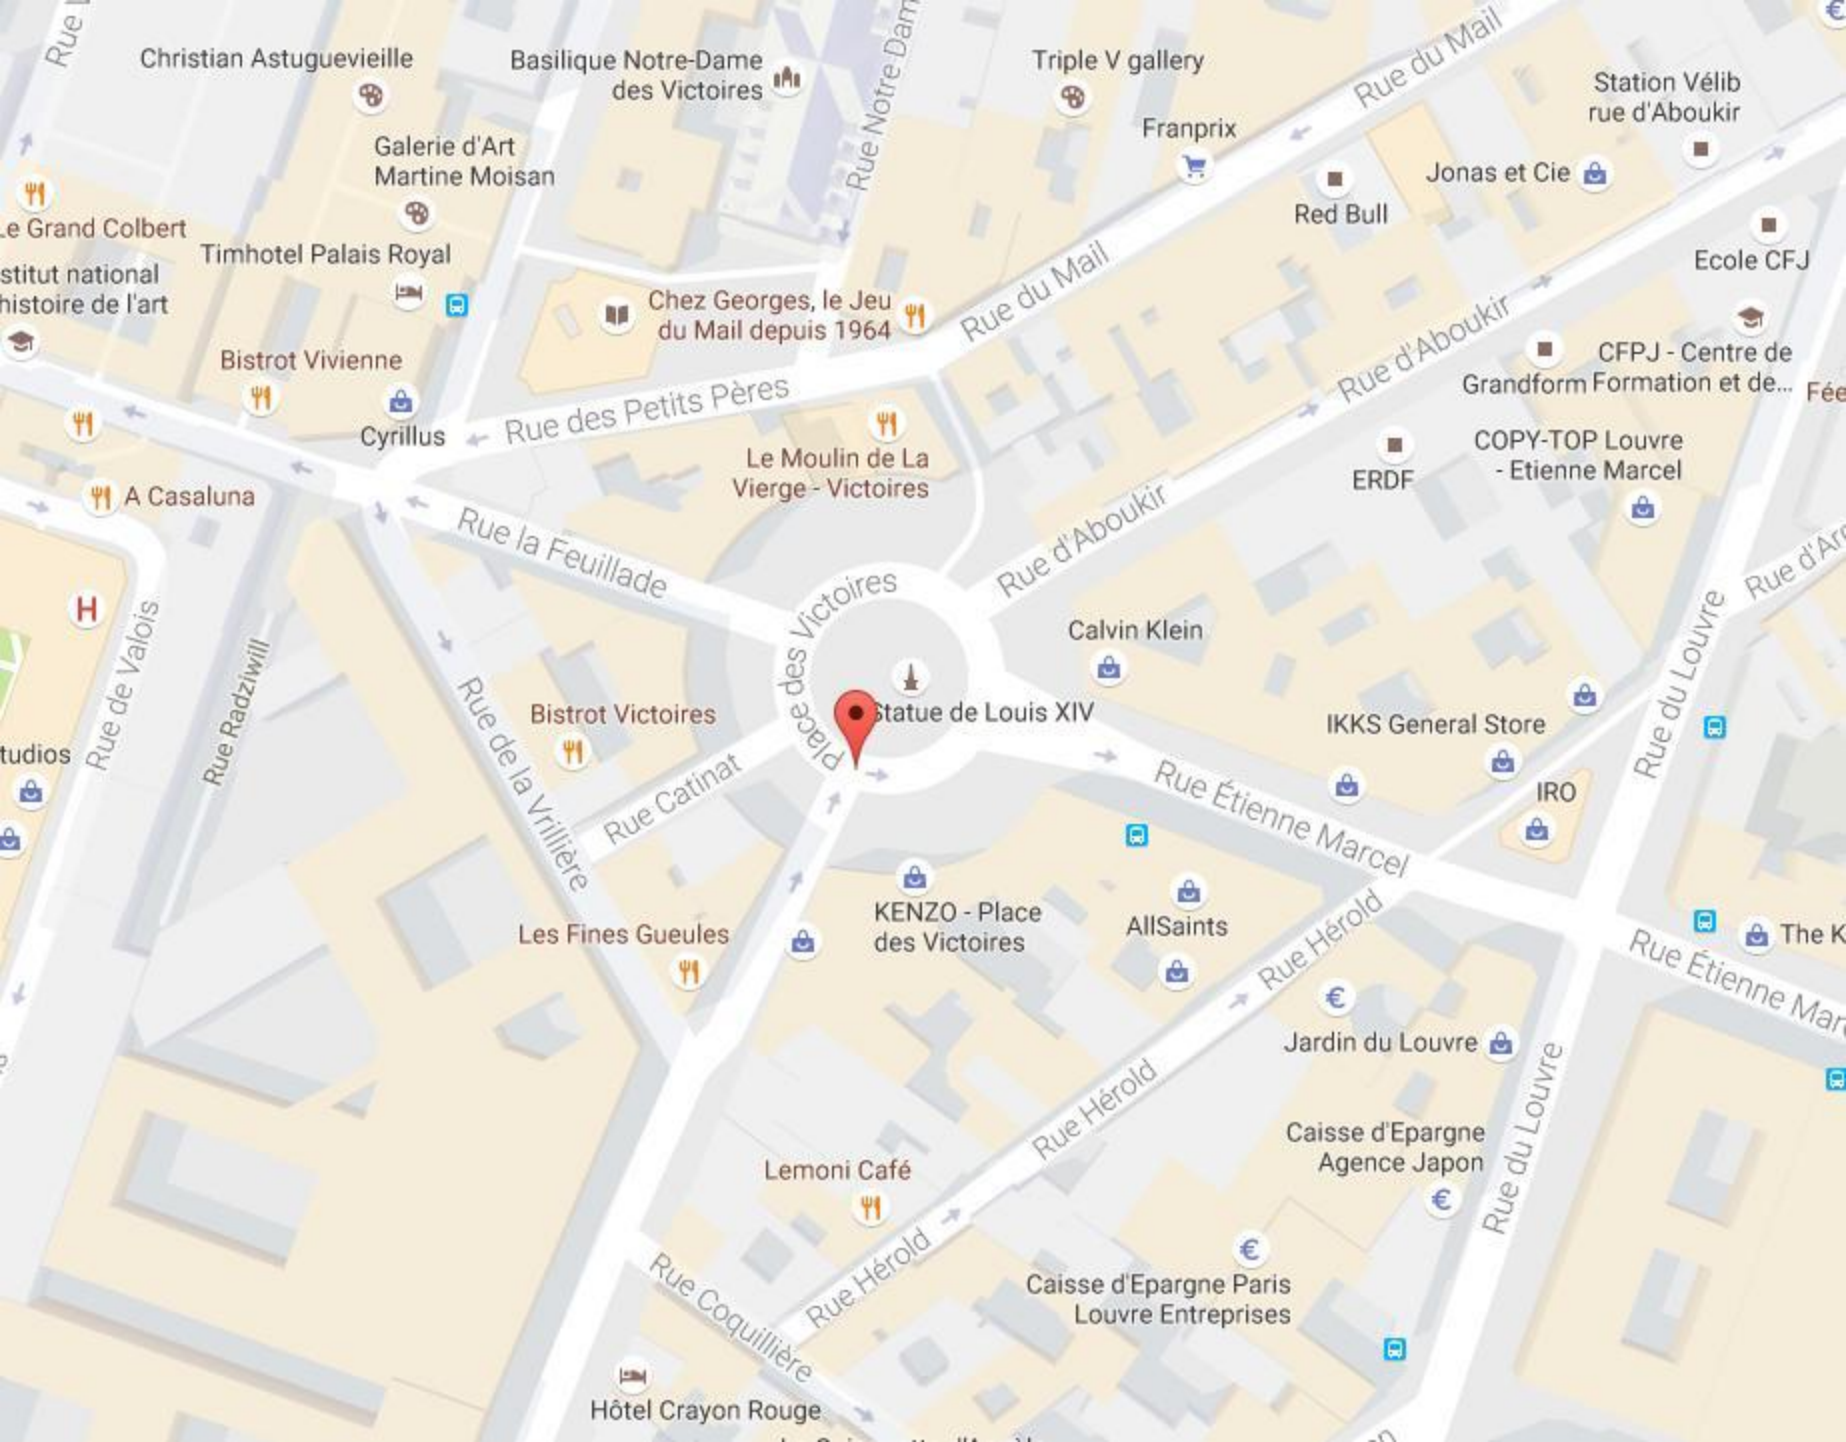 Christian Astuguevieille
Basilique Notre-Dame
des Victoires
Triple V gallery
Rue du Mail
Station Vélib
rue d'Aboukir
Rue Notre Dam
Franprix
Jonas et Cie
Galerie d'Art
Martine Moisan
Red Bull
Le Grand Colbert
Timhotel Palais Royal
Ecole CFJ
stitut national
histoire de l'art
Chez Georges, le Jeu
du Mail depuis 1964
Rue du Mail
Rue d'Aboukir
Bistrot Vivienne
CFPJ - Centre de
Formation et de...
Grandform
Fée
Rue des Petits Pères
Cyrillus
Le Moulin de La
Vierge - Victoires
ERDF
COPY-TOP Louvre
- Etienne Marcel
A Casaluna
Rue la Feuillade
Rue d'Aboukir
Place des Victoires
H
Rue de Valois
Rue Radziwill
Calvin Klein
Rue du Louvre
Bistrot Victoires
Statue de Louis XIV
IKKS General Store
tudios
Rue de la Vrillière
Rue Catinat
Rue Étienne Marcel
IRO
Les Fines Gueules
KENZO - Place
des Victoires
AllSaints
Rue Hérold
The K
Rue Étienne Mar
€
Jardin du Louvre
Rue Hérold
Caisse d'Epargne
Agence Japon
€
Rue du Louvre
Lemoni Café
Rue Hérold
€
Caisse d'Epargne Paris
Louvre Entreprises
Rue Coquillière
Hôtel Crayon Rouge